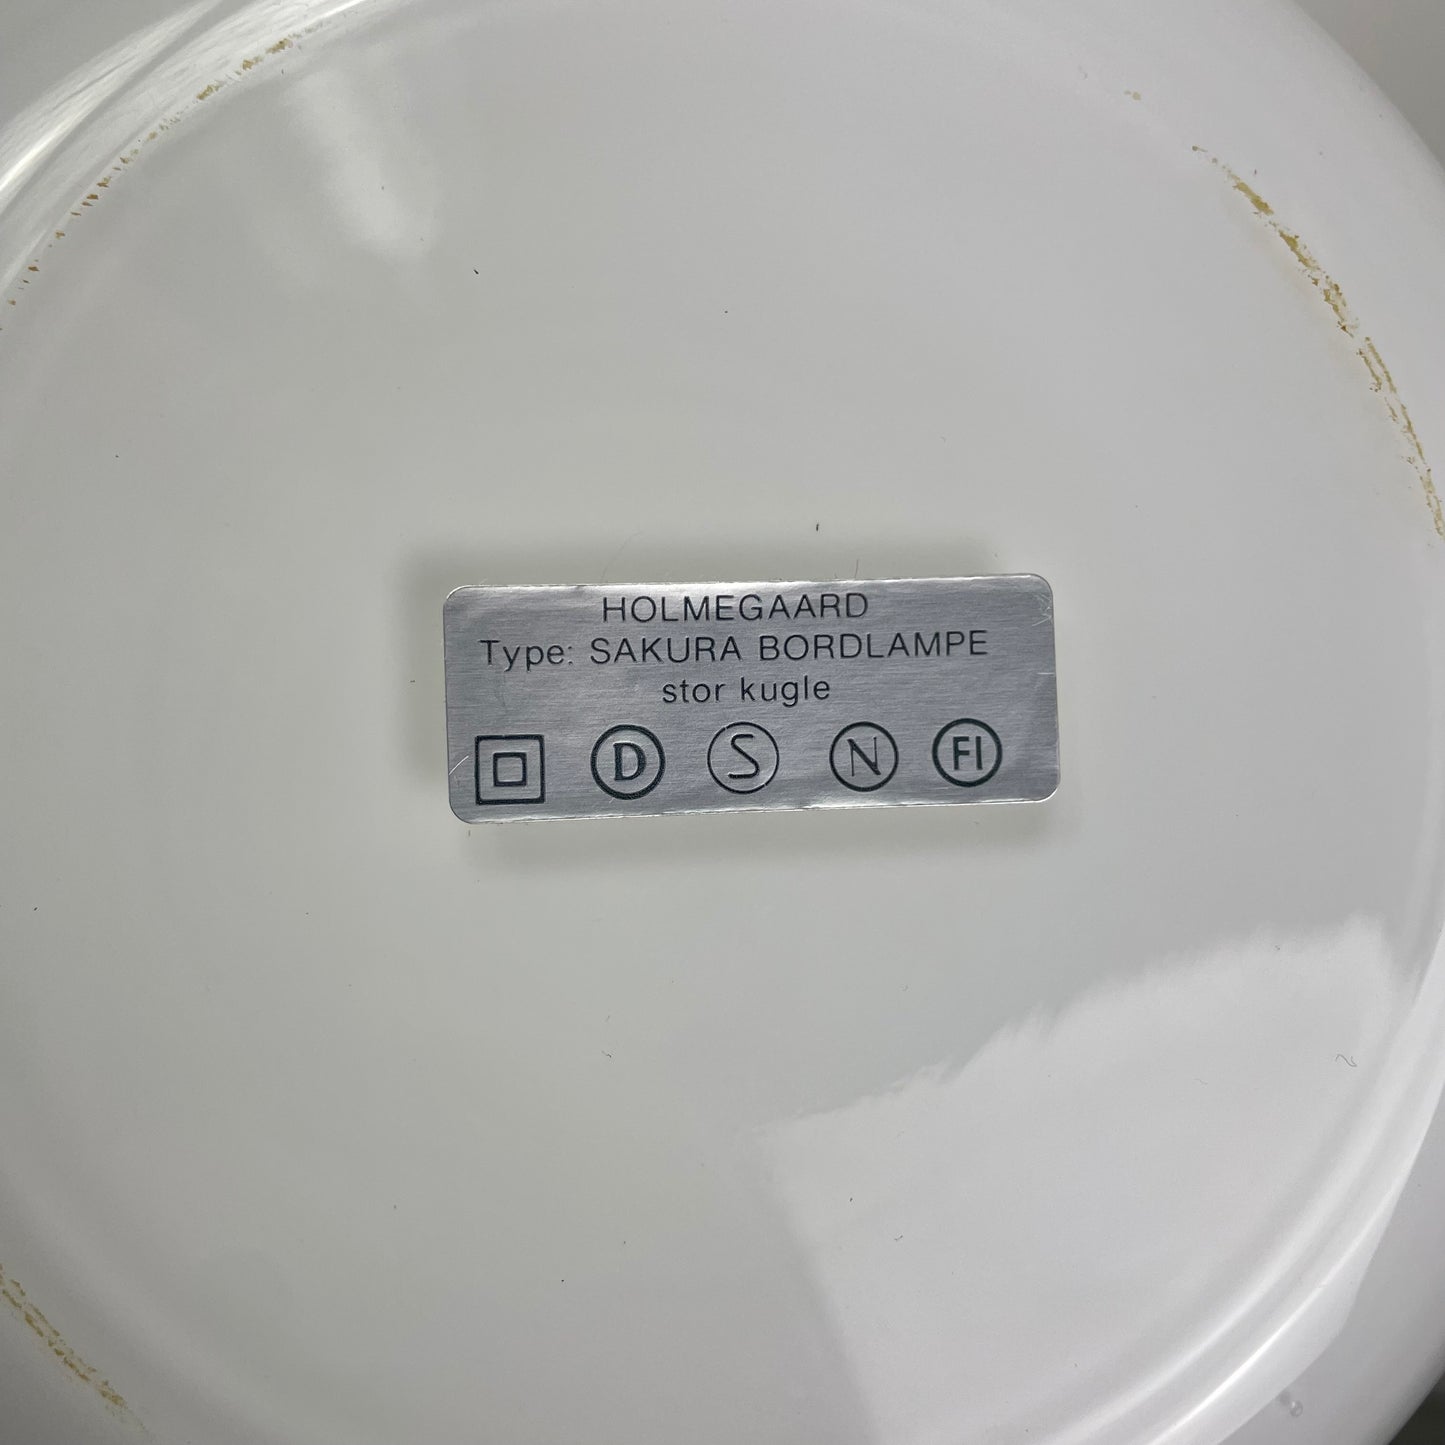 HOLMEGAARD
Type: SAKURA BORDLAMPE
stor kugle
D S N FI